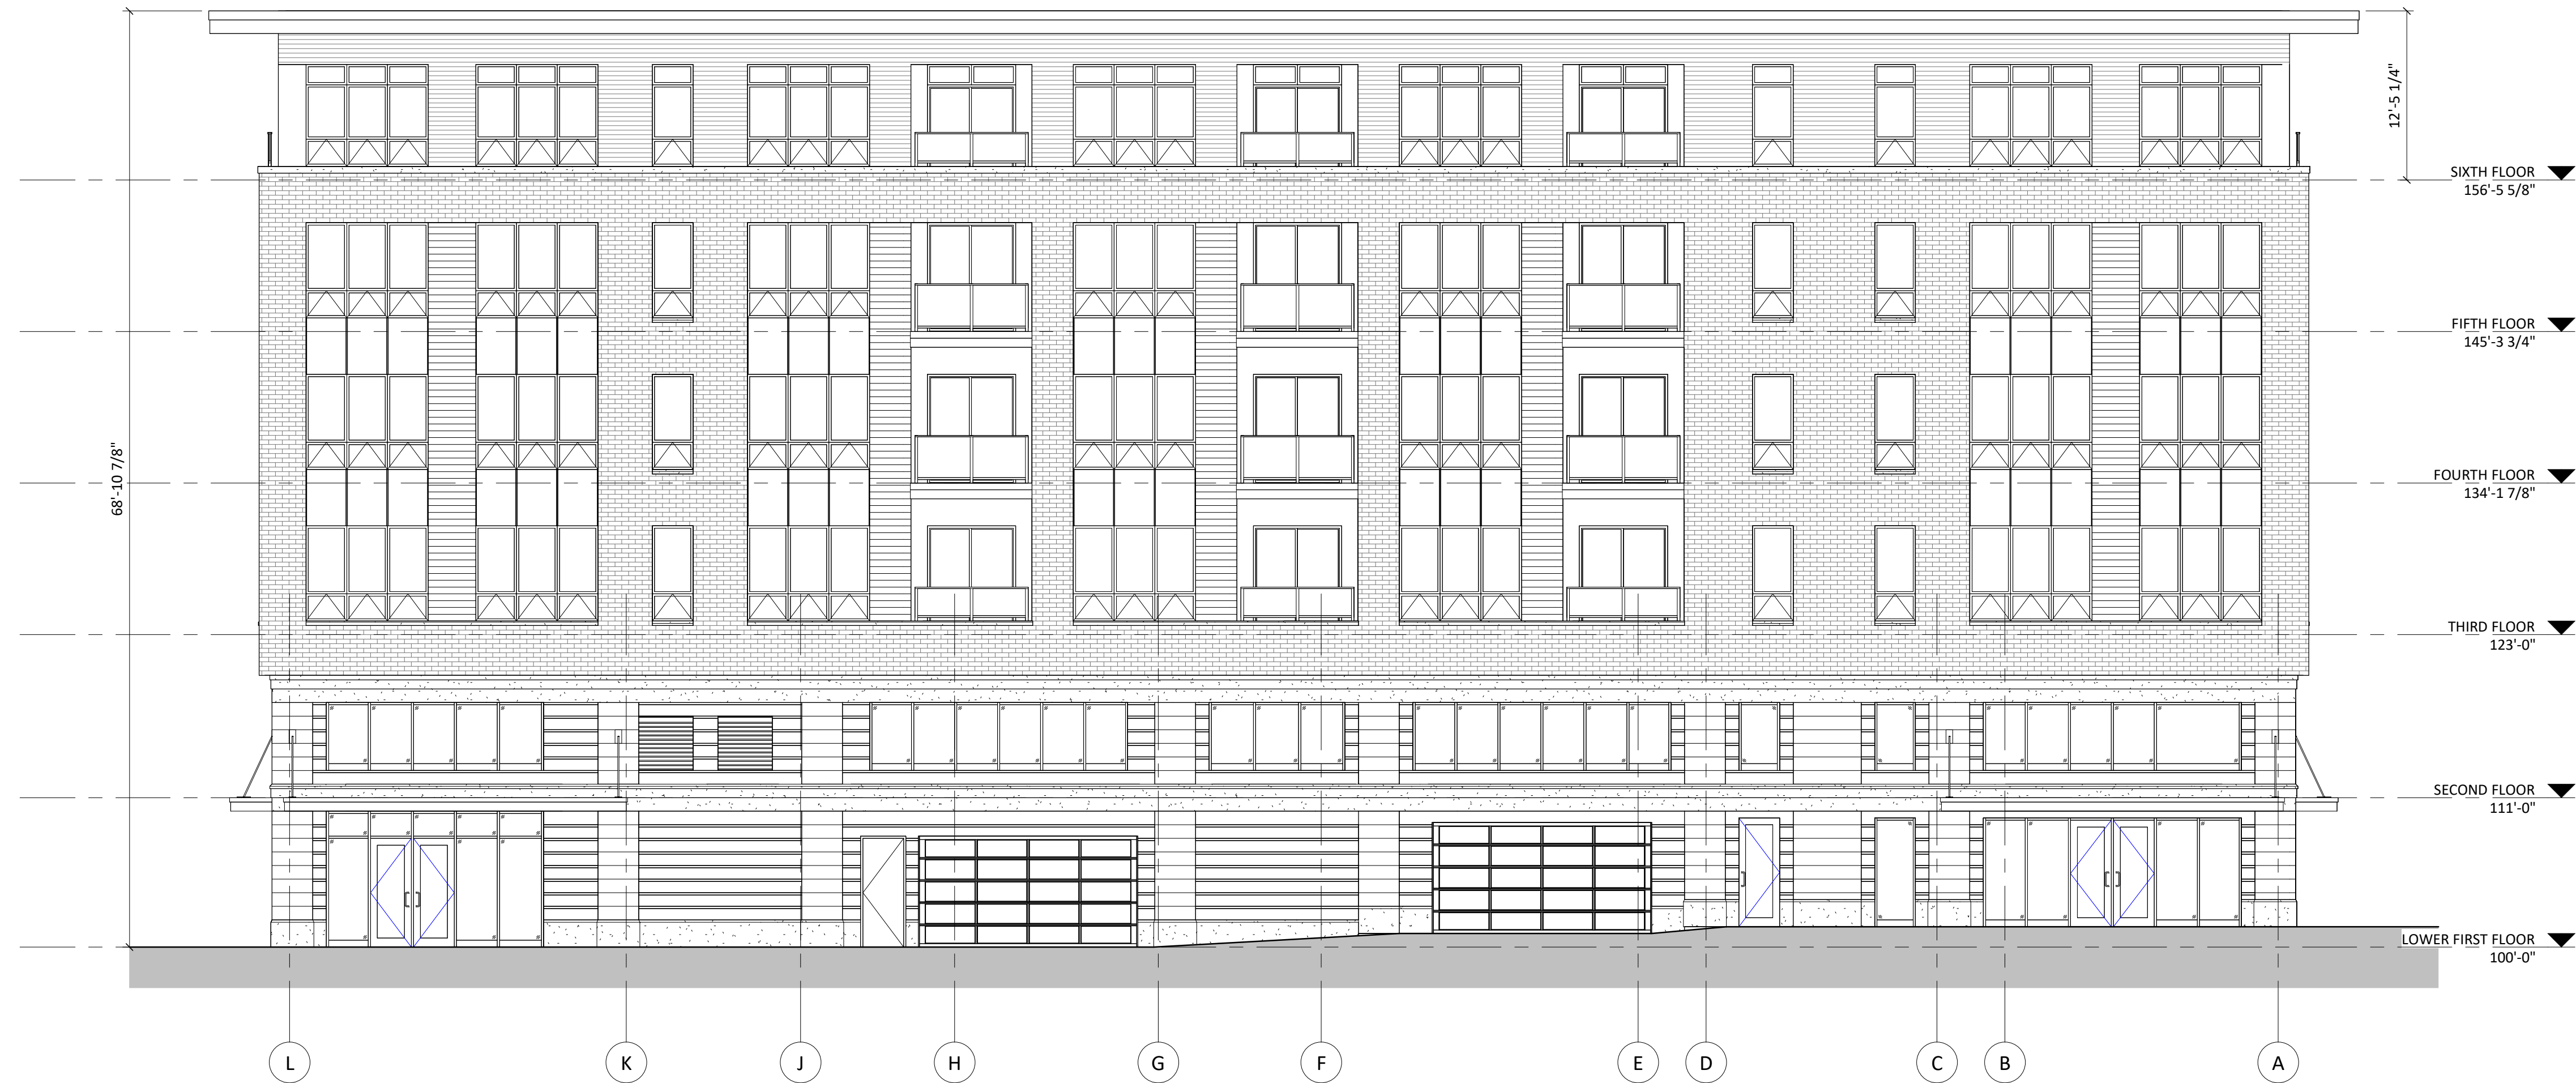 12'-5 1/4"
SIXTH FLOOR
156'-5 5/8"
FIFTH FLOOR
145'-3 3/4"
68'-10 7/8"
FOURTH FLOOR
134'-1 7/8"
THIRD FLOOR
123'-0"
SECOND FLOOR
111'-0"
LOWER FIRST FLOOR
100'-0"
L K J H G F E D C B A